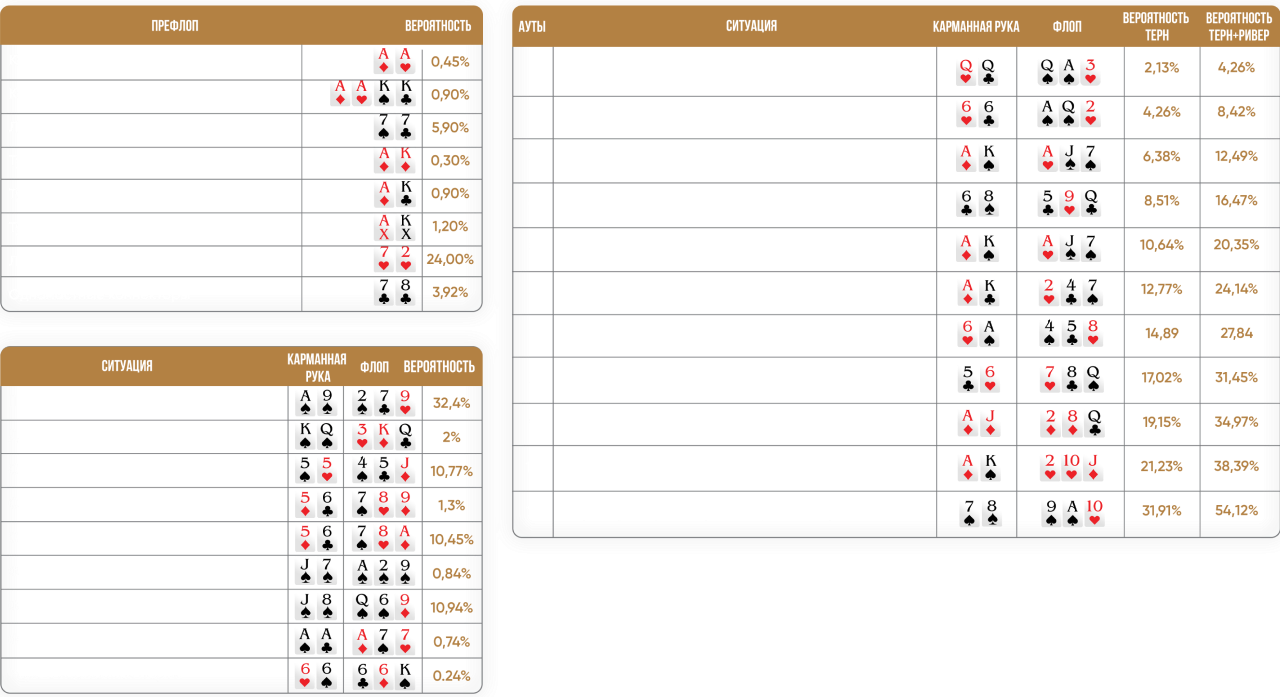 ПРЕФЛОП ВЕРОЯТНОСТЬ
A A 0,45%
A A K K 0,90%
7 7 5,90%
A K 0,30%
A K 0,90%
A K 1,20%
X X
7 2 24,00%
7 8 3,92%
СИТУАЦИЯ КАРМАННАЯ РУКА ФЛОП ВЕРОЯТНОСТЬ
A 9 2 7 9 32,4%
K Q 3 K Q 2%
5 5 4 5 J 10,77%
5 6 7 8 9 1,3%
5 6 7 8 A 10,45%
J 7 A 2 9 0,84%
J 8 Q 6 9 10,94%
A A A 7 7 0,74%
6 6 6 6 K 0.24%
АУТЫ СИТУАЦИЯ КАРМАННАЯ РУКА ФЛОП ВЕРОЯТНОСТЬ ТЕРН ВЕРОЯТНОСТЬ ТЕРН+РИВЕР
Q Q Q A 3 2,13% 4,26%
6 6 A Q 2 4,26% 8,42%
A K A J 7 6,38% 12,49%
6 8 5 9 Q 8,51% 16,47%
A K A J 7 10,64% 20,35%
A K 2 4 7 12,77% 24,14%
6 A 4 5 8 14,89 27,84
5 6 7 8 Q 17,02% 31,45%
A J 2 8 Q 19,15% 34,97%
A K 2 10 J 21,23% 38,39%
7 8 9 A 10 31,91% 54,12%